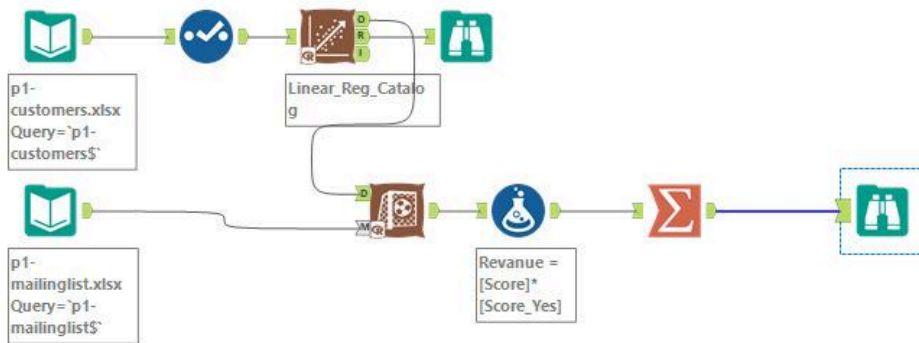 O
R
I
p1-
customers.xlsx
Query=`p1-
customers$`
Linear_Reg_Catalo
g
D
M
p1-
mailinglist.xlsx
Query=`p1-
mailinglist$`
Revanue =
[Score]*
[Score_Yes]